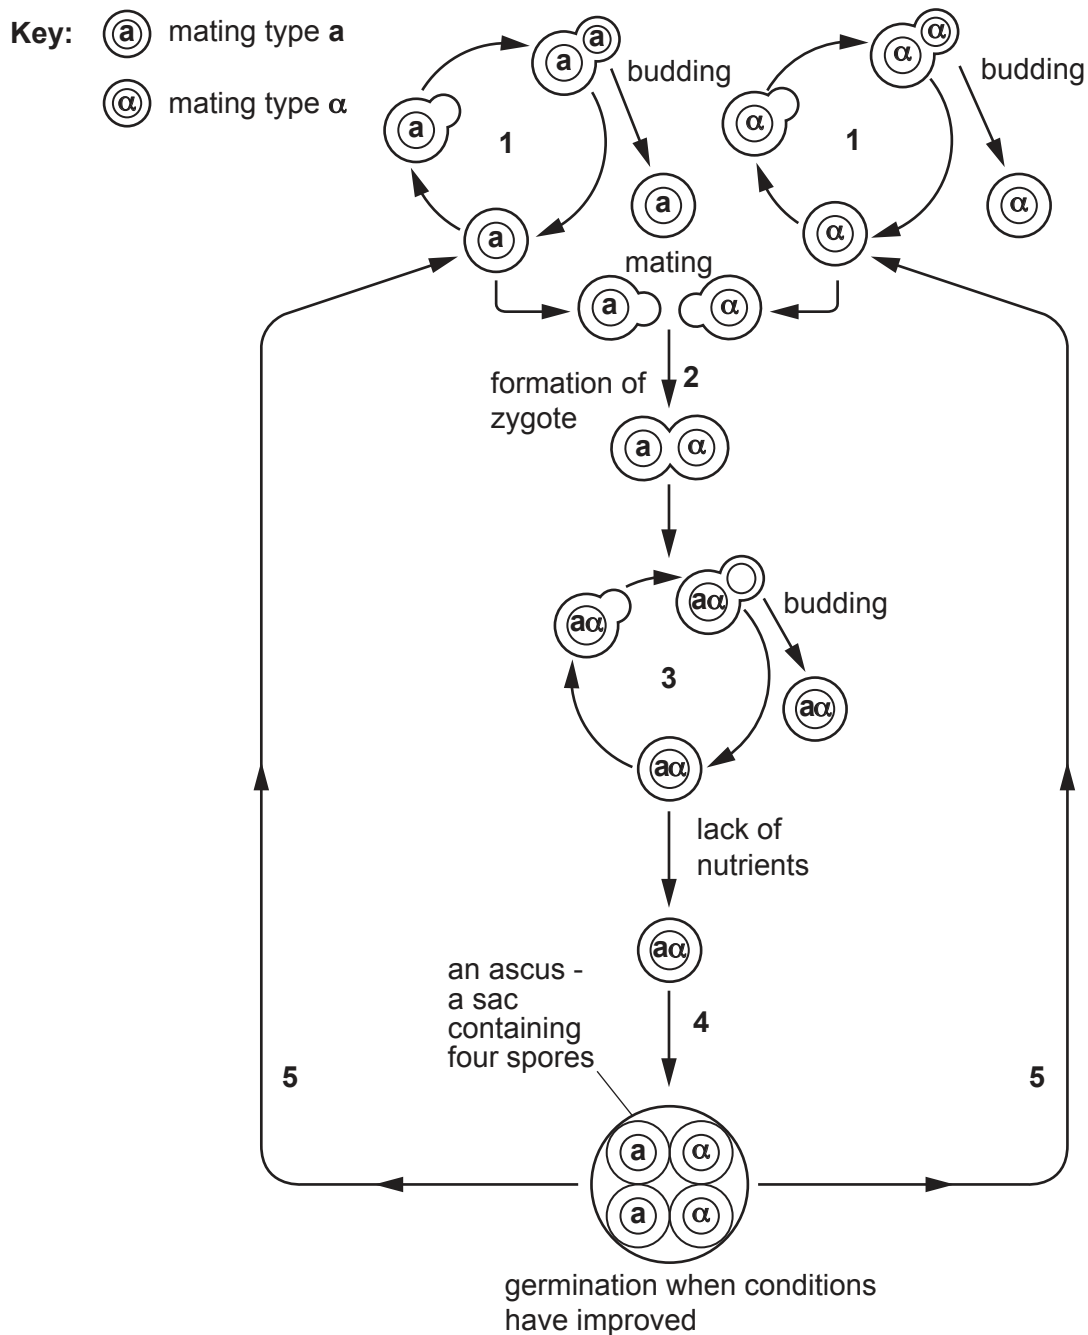 Key:
a mating type a
α mating type α
a
a
budding
a
1
a
a
α
α
budding
α
1
α
α
mating
a
α
2
formation of
zygote
a
α
aα
aα
budding
3
aα
aα
lack of
nutrients
aα
an ascus -
a sac
containing
four spores
4
5
5
a
α
a
α
germination when conditions
have improved